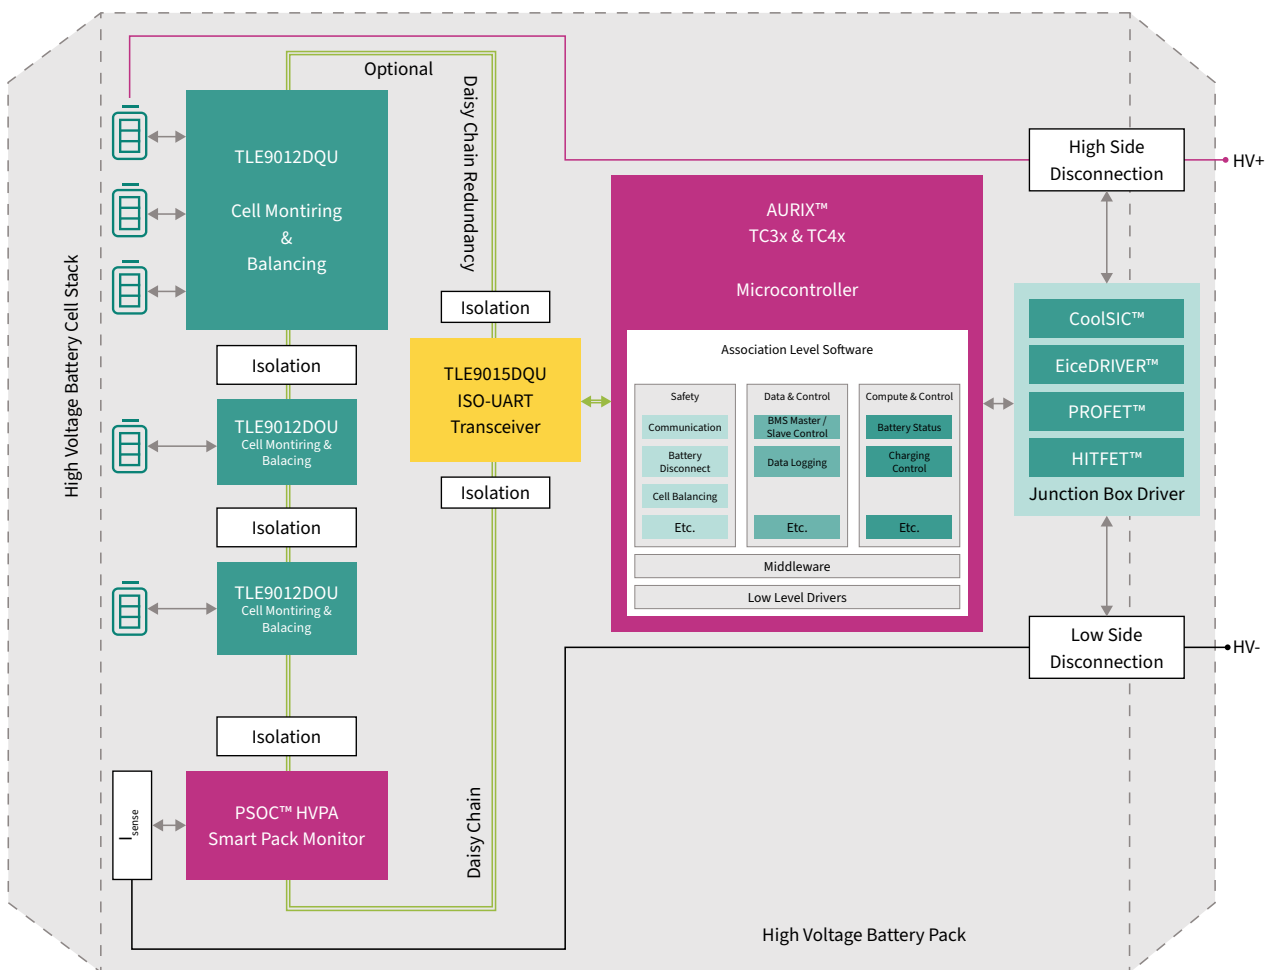 Optional
Daisy Chain Redundancy
High Voltage Battery Cell Stack
TLE9012DQU
Cell Montiring
&
Balancing
Isolation
TLE9012DOU
Cell Montiring &
Balacing
Isolation
TLE9012DOU
Cell Montiring &
Balacing
Isolation
PSOC™ HVPA
Smart Pack Monitor
Isense
Isolation
TLE9015DQU
ISO-UART
Transceiver
Isolation
Daisy Chain
AURIX™
TC3x & TC4x
Microcontroller
Association Level Software
Safety
Communication
Battery
Disconnect
Cell Balancing
Etc.
Data & Control
BMS Master /
Slave Control
Data Logging
Etc.
Compute & Control
Battery Status
Charging
Control
Etc.
Middleware
Low Level Drivers
High Side
Disconnection
HV+
CoolSIC™
EiceDRIVER™
PROFET™
HITFET™
Junction Box Driver
Low Side
Disconnection
HV-
High Voltage Battery Pack